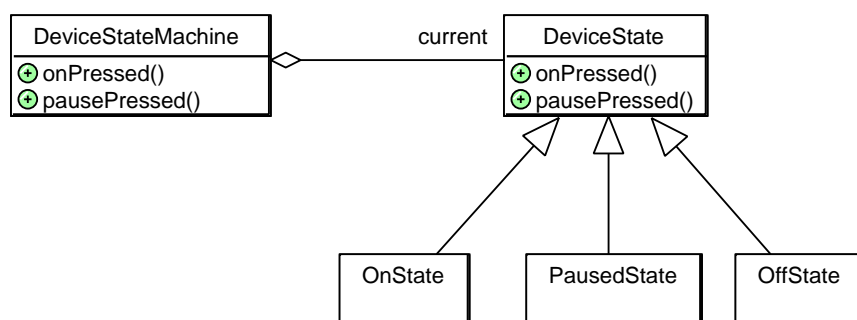 DeviceStateMachine
onPressed()
pausePressed()
current
DeviceState
onPressed()
pausePressed()
OnState
PausedState
OffState